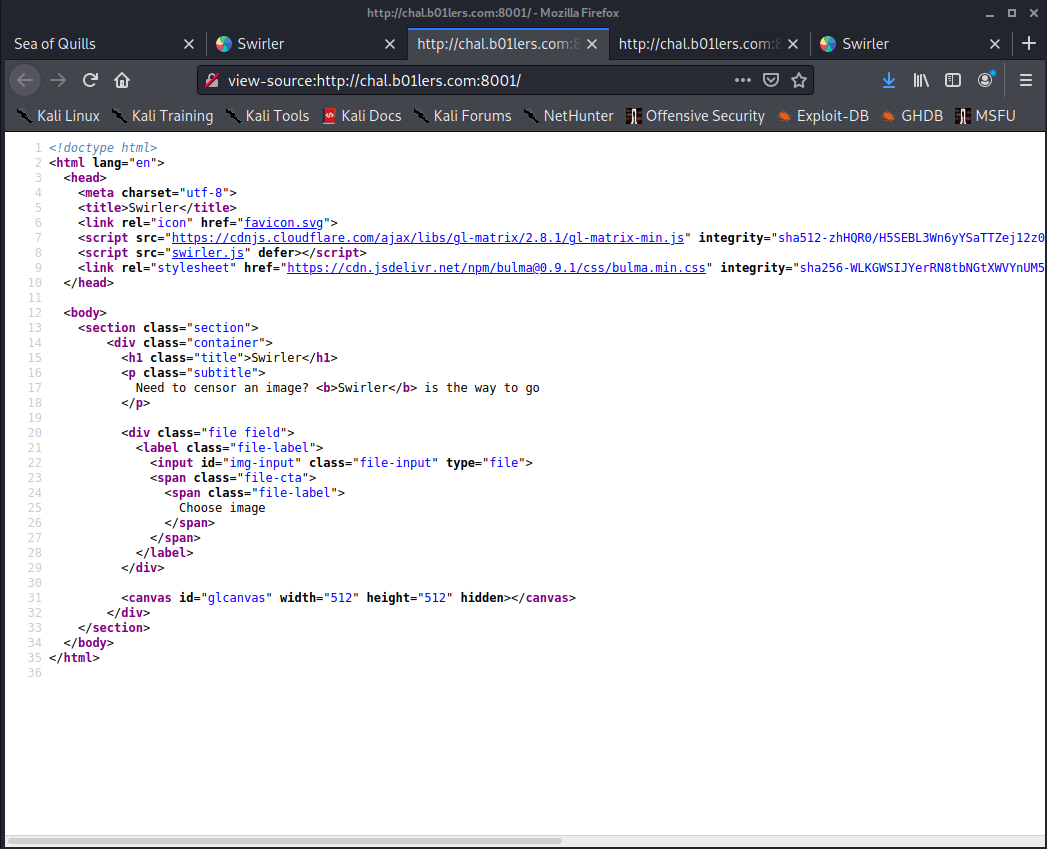 http://chal.b01lers.com:8001/ - Mozilla Firefox
Sea of Quills
Swirler
http://chal.b01lers.com:8
http://chal.b01lers.com:8
Swirler
view-source:http://chal.b01lers.com:8001/
Kali Linux
Kali Training
Kali Tools
Kali Docs
Kali Forums
NetHunter
Offensive Security
Exploit-DB
GHDB
MSFU
1 <!doctype html>
2 <html lang="en">
3 <head>
4 <meta charset="utf-8">
5 <title>Swirler</title>
6 <link rel="icon" href="favicon.svg">
7 <script src="https://cdnjs.cloudflare.com/ajax/libs/gl-matrix/2.8.1/gl-matrix-min.js" integrity="sha512-zhHQR0/H5SEBL3Wn6yYSaTTZej12z0
8 <script src="swirler.js" defer></script>
9 <link rel="stylesheet" href="https://cdn.jsdelivr.net/npm/bulma@0.9.1/css/bulma.min.css" integrity="sha256-WLKGWSIJYerRN8tbNGtXWVYnUM5
10 </head>
11
12 <body>
13 <section class="section">
14 <div class="container">
15 <h1 class="title">Swirler</h1>
16 <p class="subtitle">
17 Need to censor an image? <b>Swirler</b> is the way to go
18 </p>
19
20 <div class="file field">
21 <label class="file-label">
22 <input id="img-input" class="file-input" type="file">
23 <span class="file-cta">
24 <span class="file-label">
25 Choose image
26 </span>
27 </span>
28 </label>
29 </div>
30
31 <canvas id="glcanvas" width="512" height="512" hidden></canvas>
32 </div>
33 </section>
34 </body>
35 </html>
36